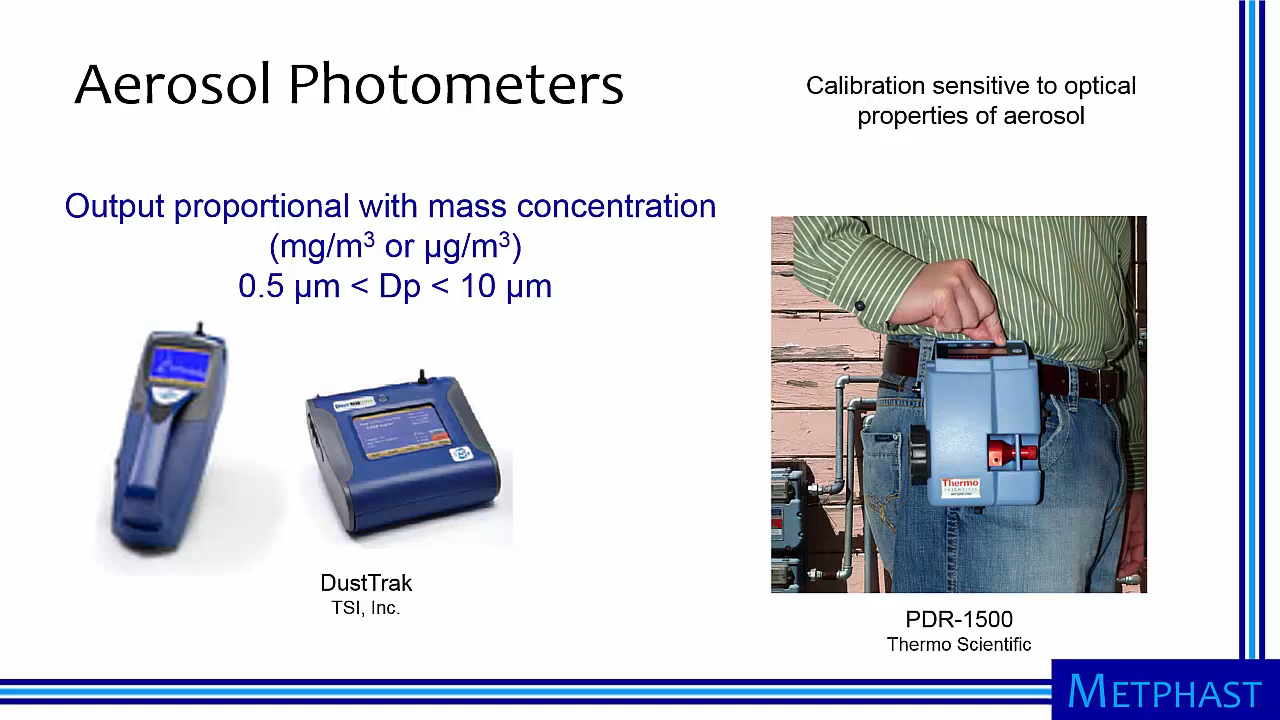 Aerosol Photometers
Calibration sensitive to optical
properties of aerosol
Output proportional with mass concentration
(mg/m³ or µg/m³)
0.5 µm < Dp < 10 µm
Thermo
SCIENTIFIC
DustTrak
TSI, Inc.
PDR-1500
Thermo Scientific
METPHAST